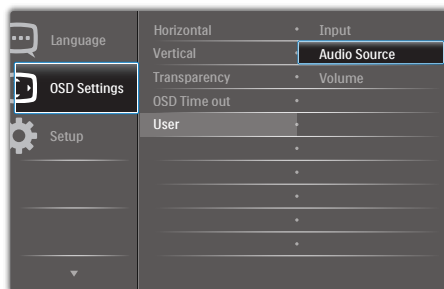 Language
OSD Settings
Setup
Horizontal
Vertical
Transparency
OSD Time out
User
Input
Audio Source
Volume